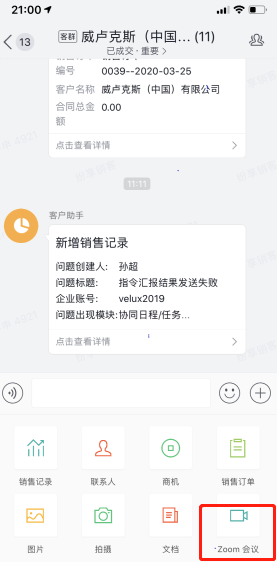 21:00
13
客群 威卢克斯（中国... (11)
已成交 · 重要 >
编号 0039--2020-03-25
客户名称 威卢克斯（中国）有限公司
合同总金额 0.00
点击查看详情
11:11
客户助手
新增销售记录
问题创建人: 孙超
问题标题: 指令汇报结果发送失败
企业账号: velux2019
问题出现模块:协同日程/任务...
点击查看详情
销售记录 联系人 商机 销售订单
图片 拍摄 文档 Zoom 会议